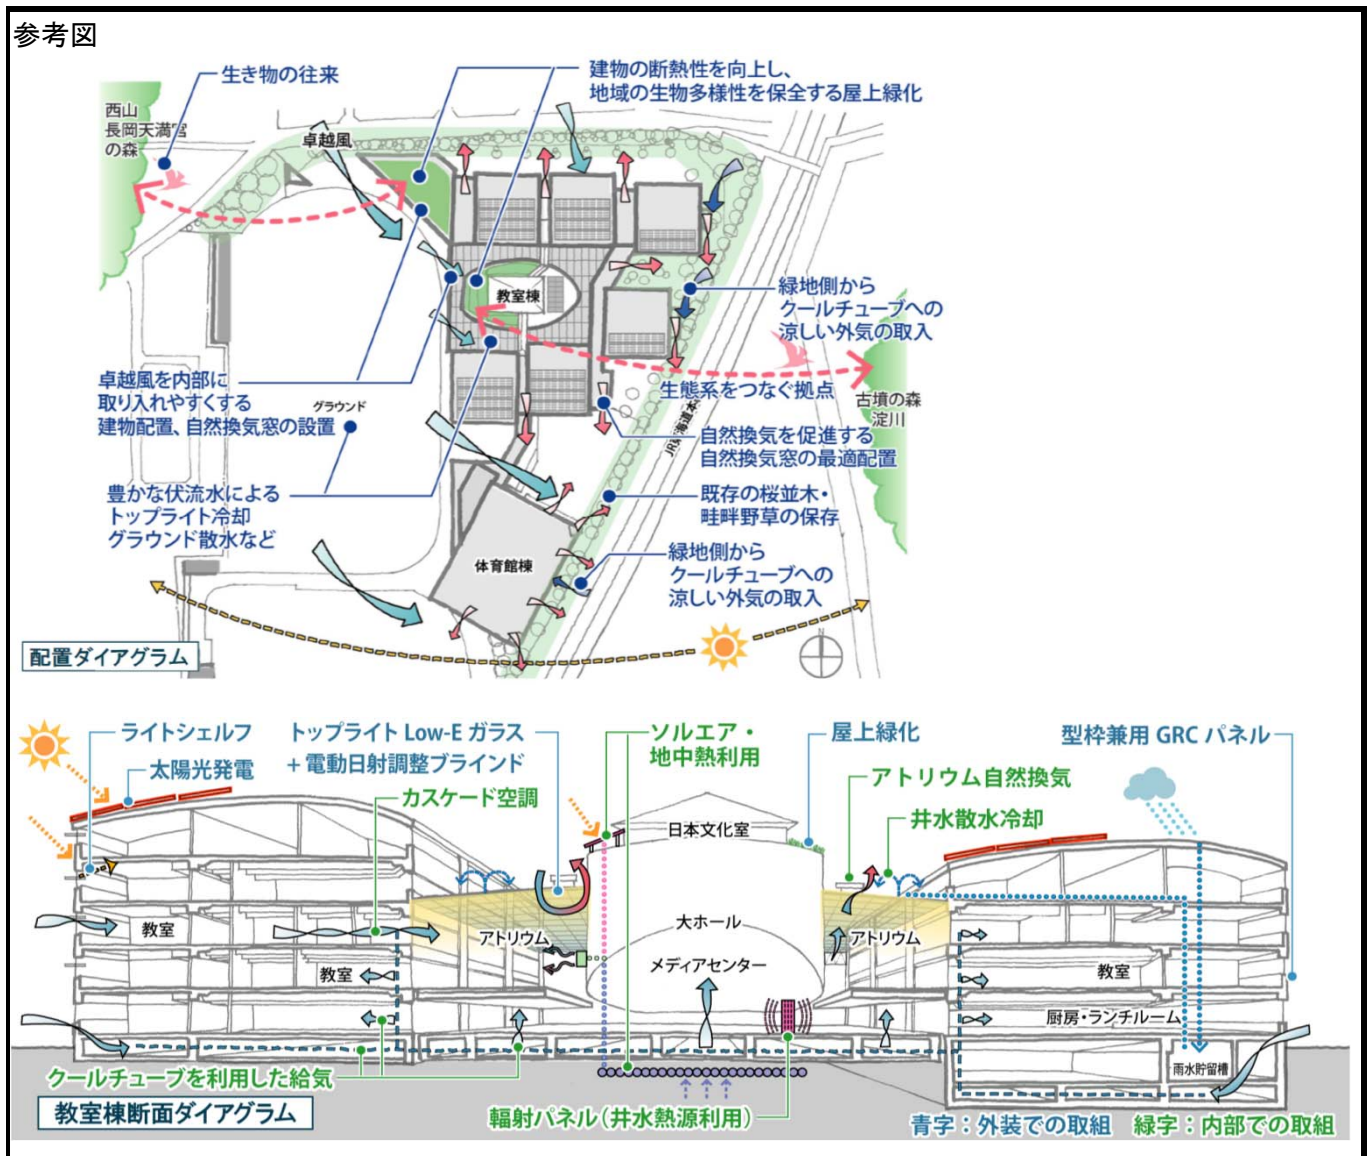 参考図
生き物の往来
建物の断熱性を向上し、
地域の生物多様性を保全する屋上緑化
西山
長岡天満宮
の森
卓越風
教室棟
緑地側から
クールチューブへの
涼しい外気の取入
卓越風を内部に
取り入れやすくする
建物配置、自然換気窓の設置
グラウンド
生態系をつなぐ拠点
古墳の森
淀川
自然換気を促進する
自然換気窓の最適配置
豊かな伏流水による
トップライト冷却
グラウンド散水など
既存の桜並木・
畦畔野草の保存
体育館棟
緑地側から
クールチューブへの
涼しい外気の取入
N
配置ダイアグラム
ライトシェルフ
太陽光発電
トップライト Low-E ガラス
+ 電動日射調整ブラインド
カスケード空調
ソルエア・
地中熱利用
屋上緑化
型枠兼用 GRC パネル
アトリウム自然換気
井水散水冷却
日本文化室
教室
アトリウム
大ホール
アトリウム
教室
メディアセンター
教室
厨房・ランチルーム
雨水貯留槽
クールチューブを利用した給気
輻射パネル(井水熱源利用)
教室棟断面ダイアグラム
青字：外装での取組 緑字：内部での取組